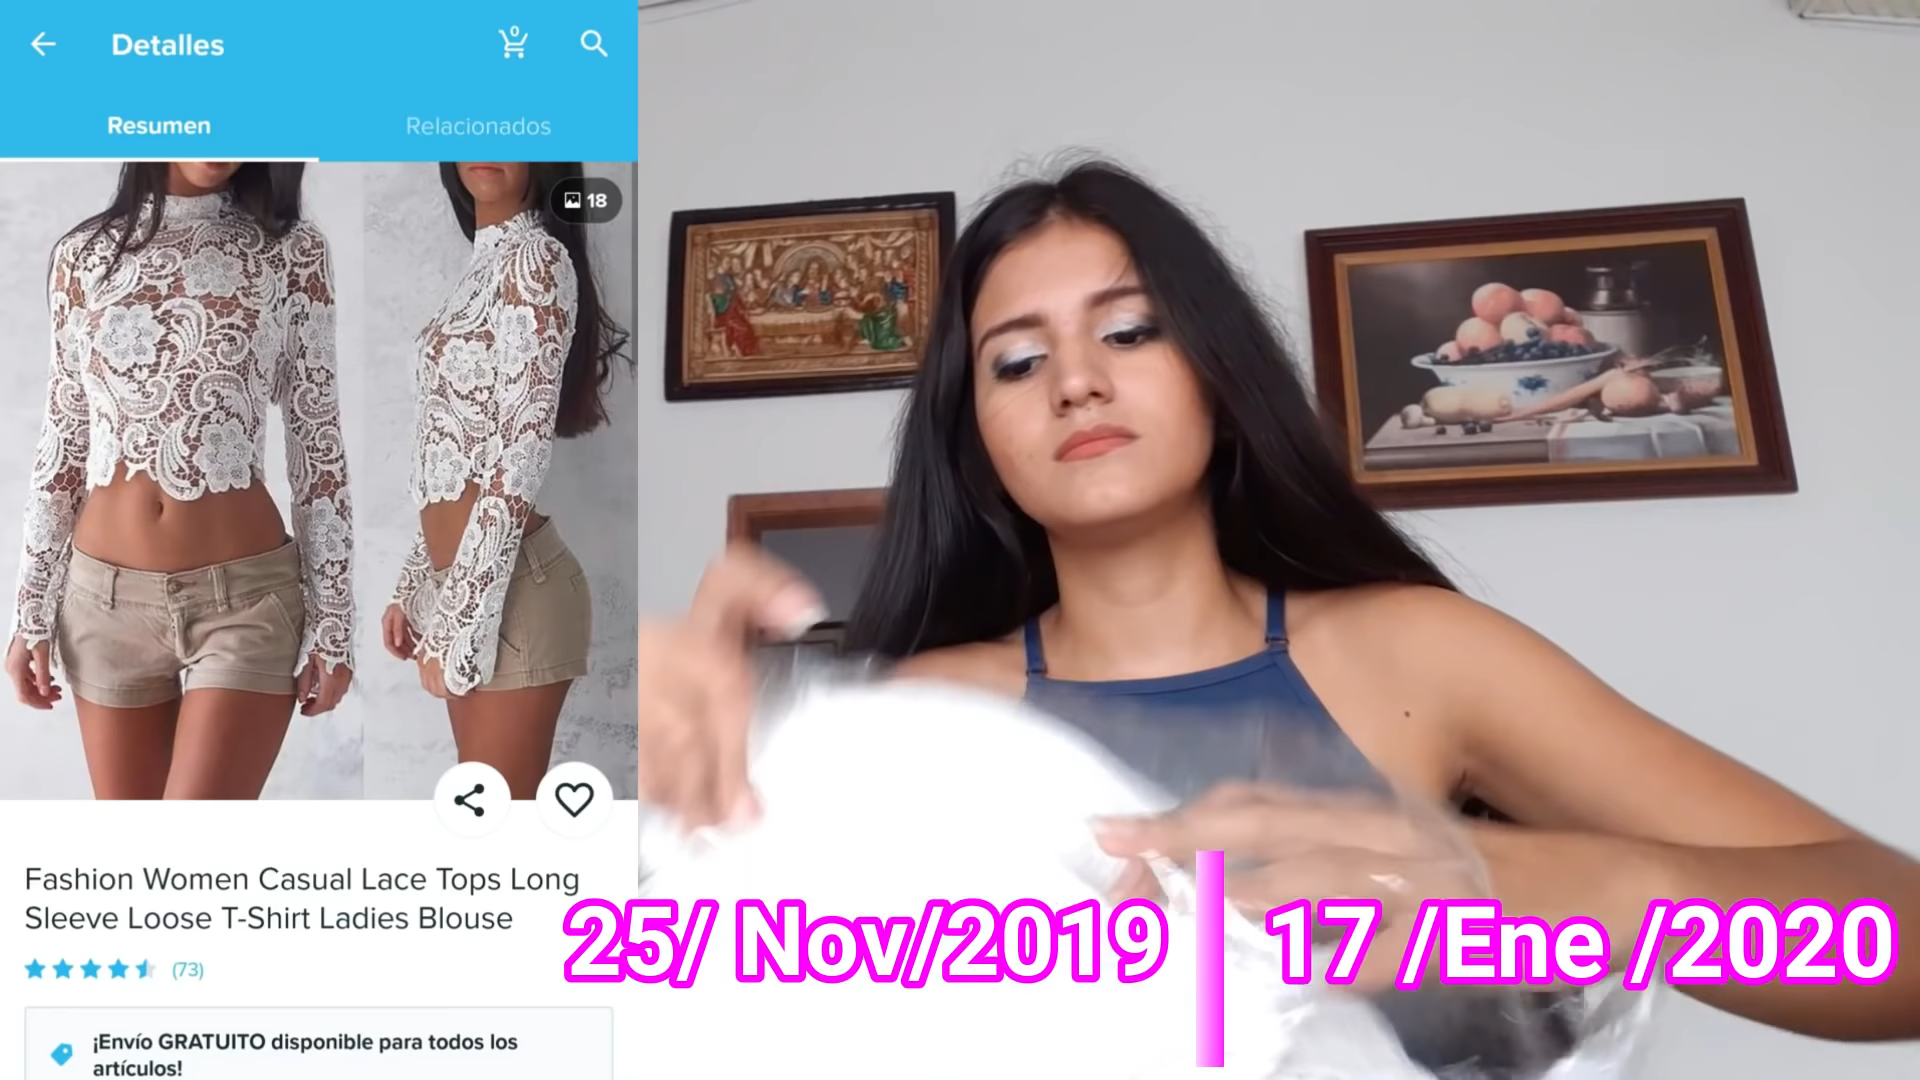 Detalles
0
Resumen
Relacionados
18
Fashion Women Casual Lace Tops Long
Sleeve Loose T-Shirt Ladies Blouse
(73)
¡Envío GRATUITO disponible para todos los
artículos!
25/ Nov/2019
17 /Ene /2020